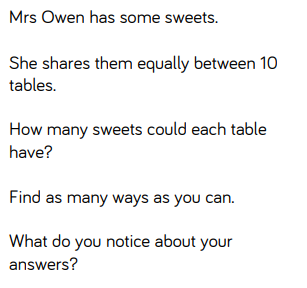 Mrs Owen has some sweets.
She shares them equally between 10
tables.
How many sweets could each table
have?
Find as many ways as you can.
What do you notice about your
answers?